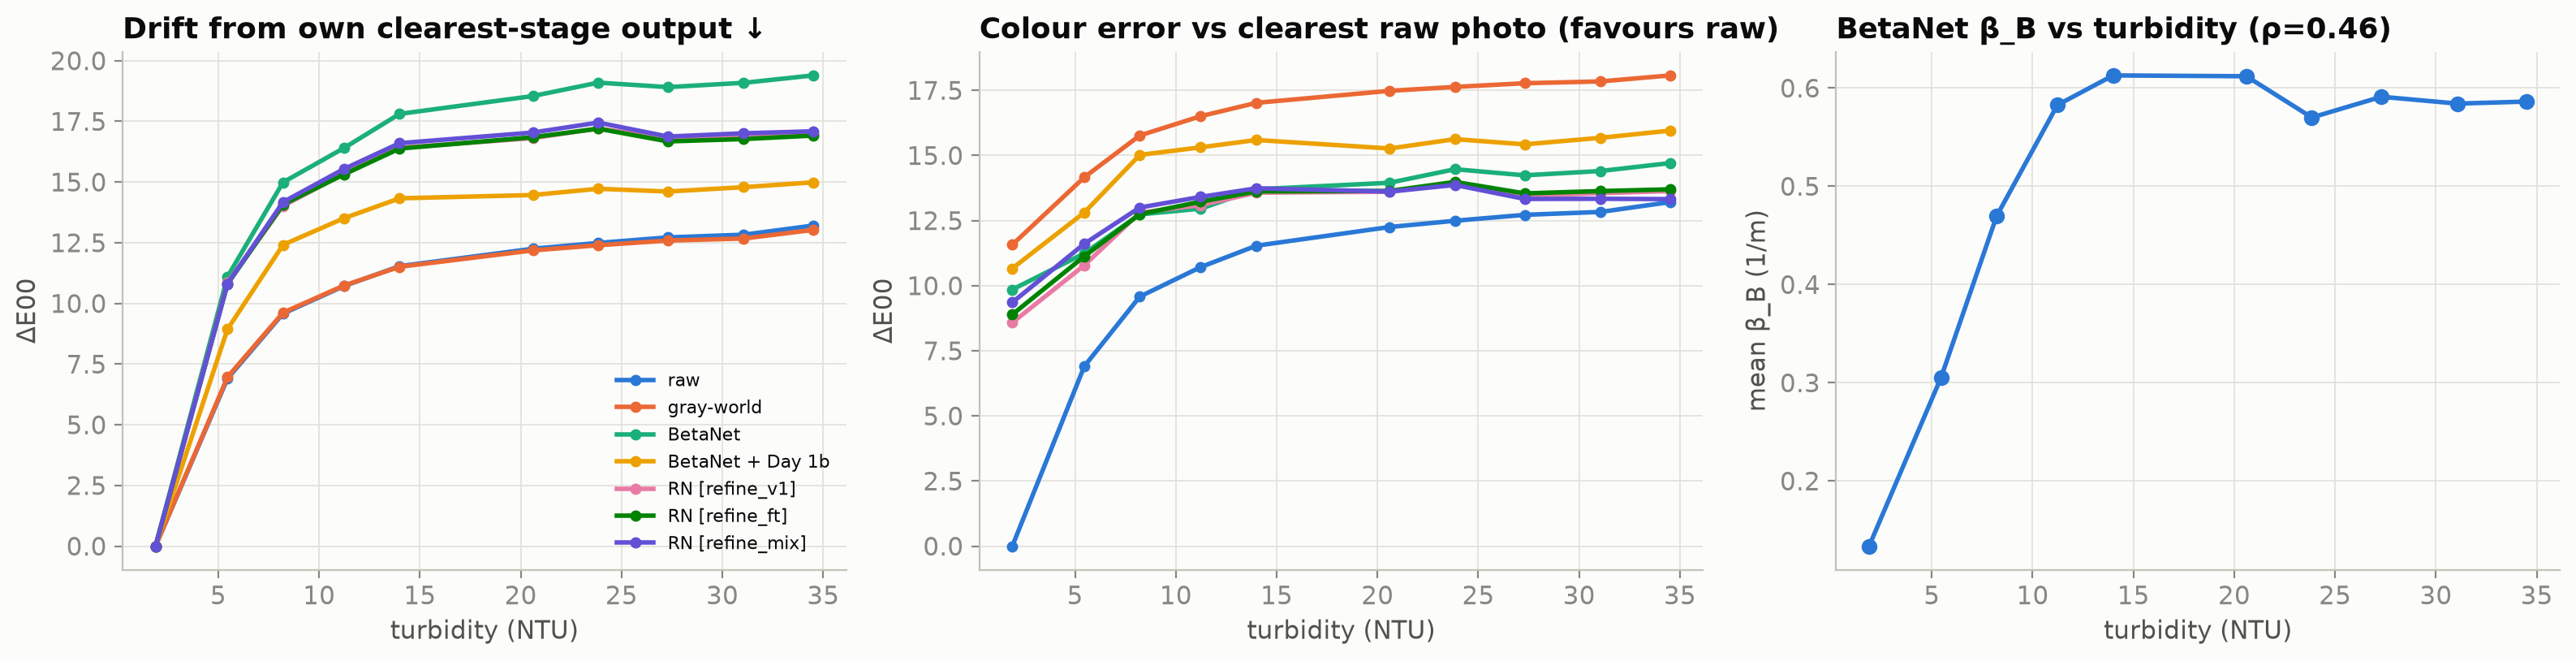 Drift from own clearest-stage output ↓
20.0
17.5
15.0
12.5
10.0
7.5
5.0
2.5
0.0
ΔE00
5 10 15 20 25 30 35
turbidity (NTU)
raw
gray-world
BetaNet
BetaNet + Day 1b
RN [refine_v1]
RN [refine_ft]
RN [refine_mix]
Colour error vs clearest raw photo (favours raw)
17.5
15.0
12.5
10.0
7.5
5.0
2.5
0.0
ΔE00
5 10 15 20 25 30 35
turbidity (NTU)
BetaNet β_B vs turbidity (ρ=0.46)
0.6
0.5
0.4
0.3
0.2
mean β_B (1/m)
5 10 15 20 25 30 35
turbidity (NTU)